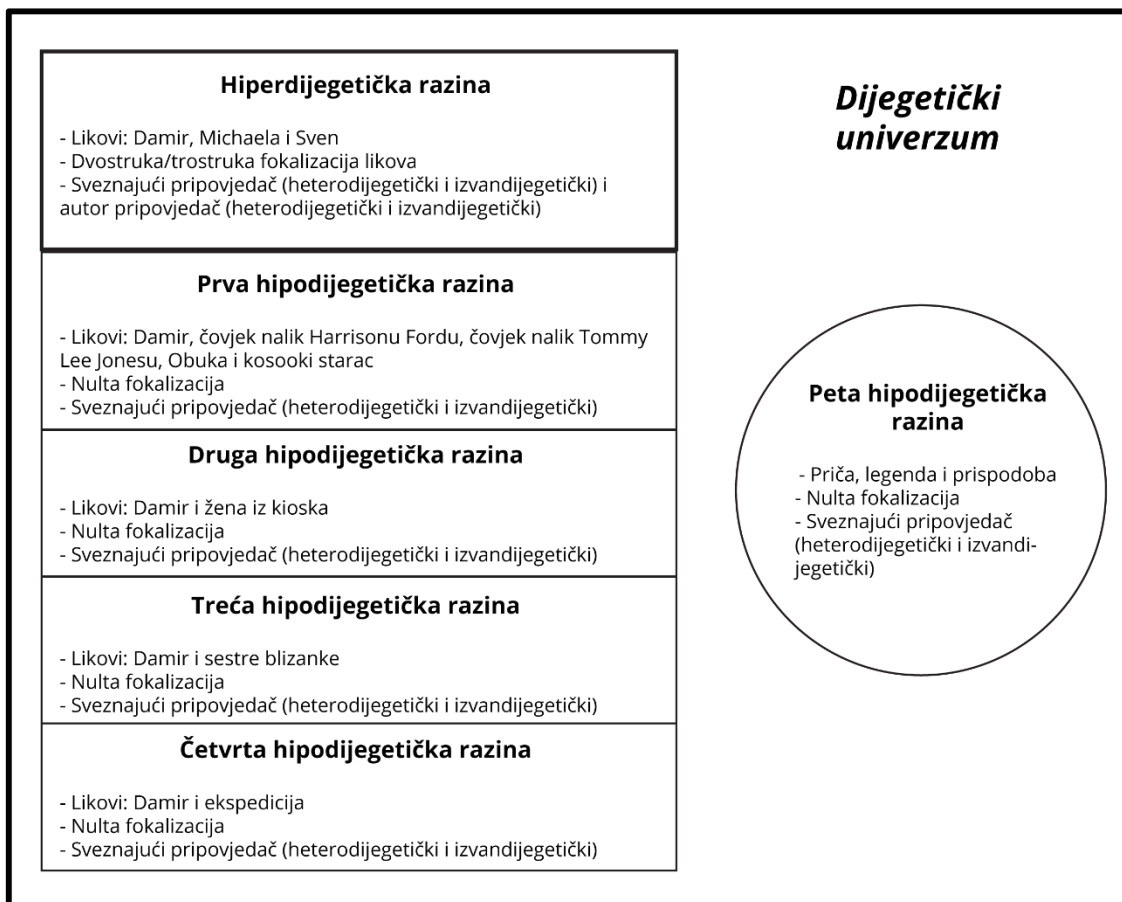 Hiperdijegetička razina
- Likovi: Damir, Michaela i Sven
- Dvostruka/trostruka fokalizacija likova
- Sveznajući pripovjedač (heterodijegetički i izvandijegetički) i
autor pripovjedač (heterodijegetički i izvandijegetički)
Prva hipodijegetička razina
- Likovi: Damir, čovjek nalik Harrisonu Fordu, čovjek nalik Tommy
Lee Jonesu, Obuka i kosooki starac
- Nulta fokalizacija
- Sveznajući pripovjedač (heterodijegetički i izvandijegetički)
Druga hipodijegetička razina
- Likovi: Damir i žena iz kioska
- Nulta fokalizacija
- Sveznajući pripovjedač (heterodijegetički i izvandijegetički)
Treća hipodijegetička razina
- Likovi: Damir i sestre blizanke
- Nulta fokalizacija
- Sveznajući pripovjedač (heterodijegetički i izvandijegetički)
Četvrta hipodijegetička razina
- Likovi: Damir i ekspedicija
- Nulta fokalizacija
- Sveznajući pripovjedač (heterodijegetički i izvandijegetički)
Dijegetički
univerzum
Peta hipodijegetička
razina
- Priča, legenda i prispodoba
- Nulta fokalizacija
- Sveznajući pripovjedač
(heterodijegetički i izvandi-
jegetički)